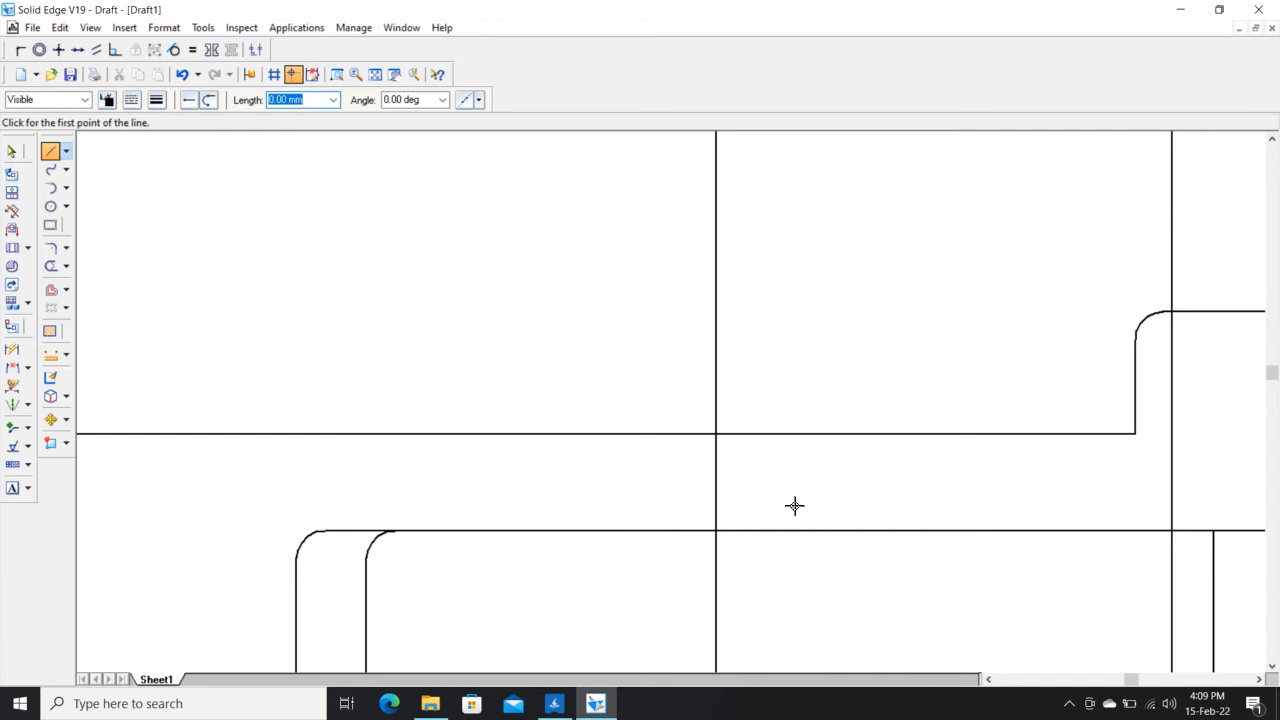 Solid Edge V19 - Draft - [Draft1]
File Edit View Insert Format Tools Inspect Applications Manage Window Help
Visible Length: 0.00 mm Angle: 0.00 deg
Click for the first point of the line.
A
Sheet1
Type here to search
4:09 PM
15-Feb-22
1